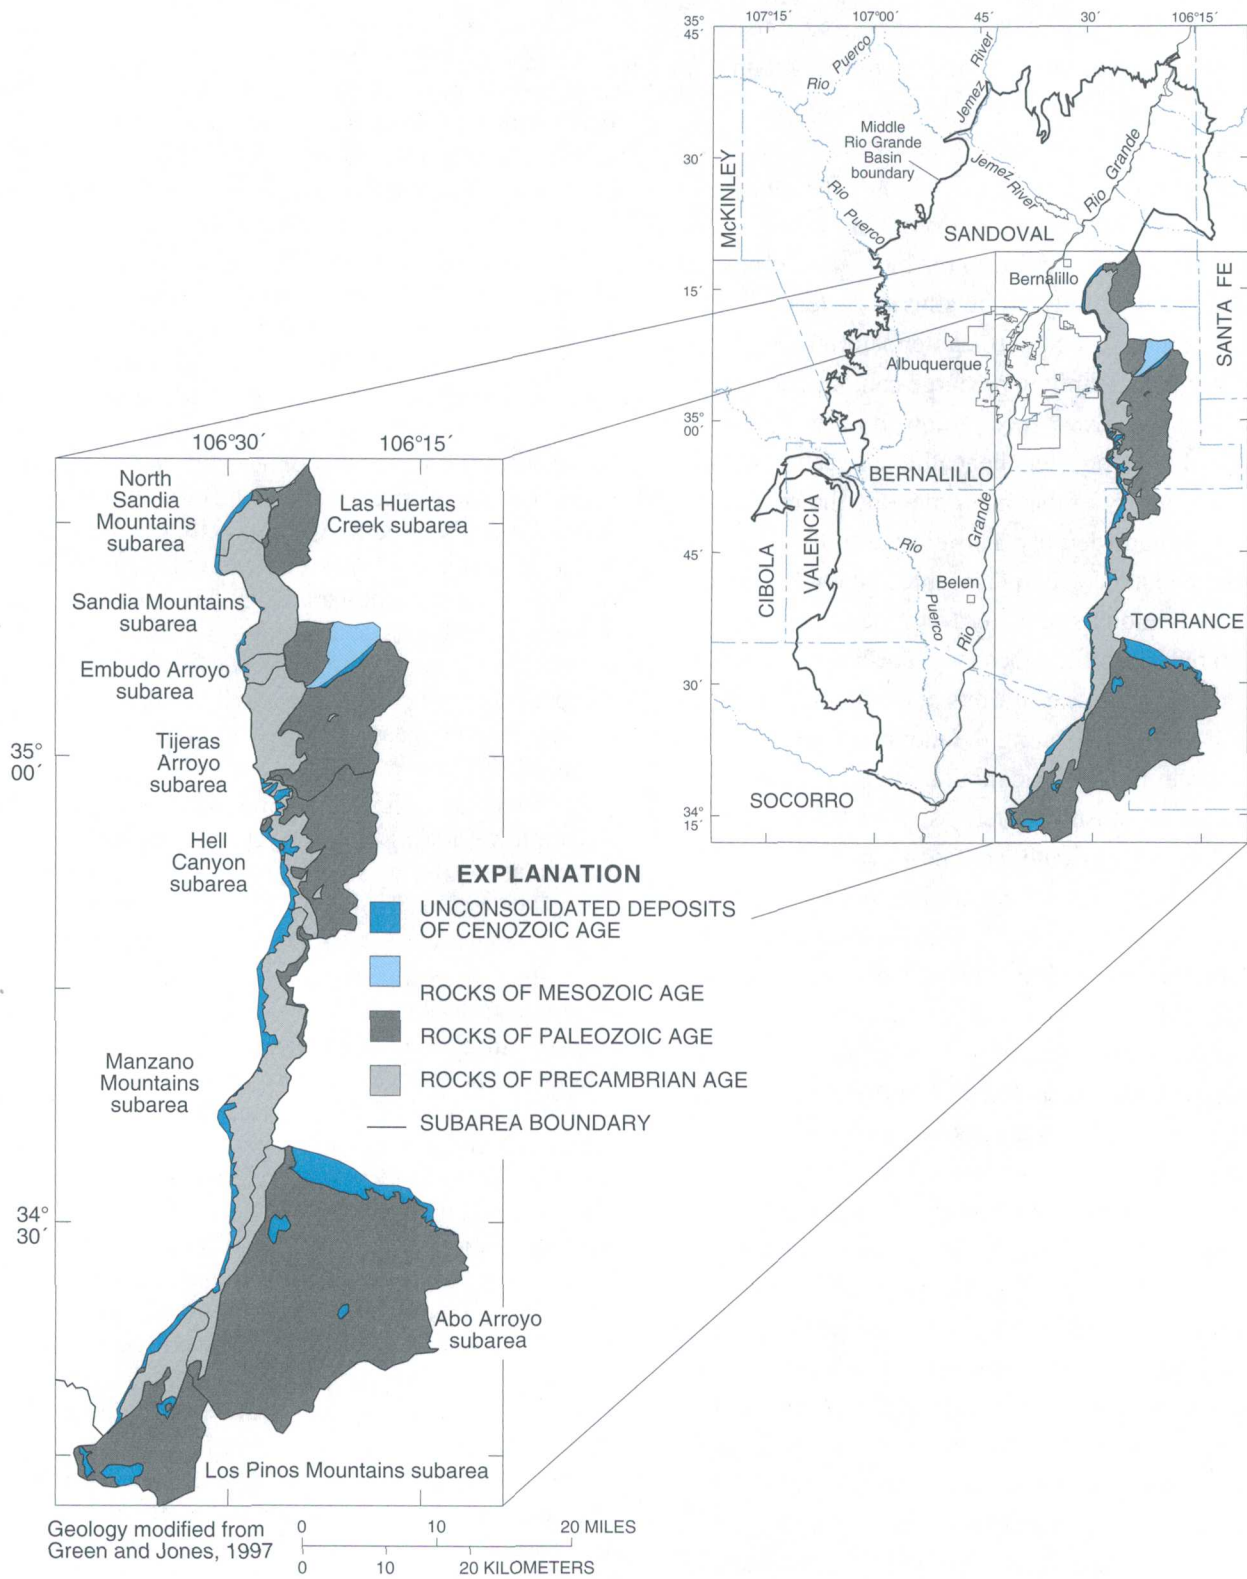 107°15´
107°00´
45´
30´
106°15´
35°
45´
30´
15´
35°
00´
45´
30´
34°
15´
Rio Puerco
Jemez River
Middle
Rio Grande
Basin
boundary
Jemez River
Rio Grande
McKINLEY
Rio Puerco
SANDOVAL
Bernalillo
SANTA FE
Albuquerque
BERNALILLO
CIBOLA
VALENCIA
Rio Puerco
Rio Grande
Belen
TORRANCE
SOCORRO
106°30´
106°15´
North
Sandia
Mountains
subarea
Las Huertas
Creek subarea
Sandia Mountains
subarea
Embudo Arroyo
subarea
35°
00´
Tijeras
Arroyo
subarea
Hell
Canyon
subarea
Manzano
Mountains
subarea
34°
30´
Abo Arroyo
subarea
Los Pinos Mountains subarea
EXPLANATION
UNCONSOLIDATED DEPOSITS
OF CENOZOIC AGE
ROCKS OF MESOZOIC AGE
ROCKS OF PALEOZOIC AGE
ROCKS OF PRECAMBRIAN AGE
SUBAREA BOUNDARY
Geology modified from
Green and Jones, 1997
0 10 20 MILES
0 10 20 KILOMETERS